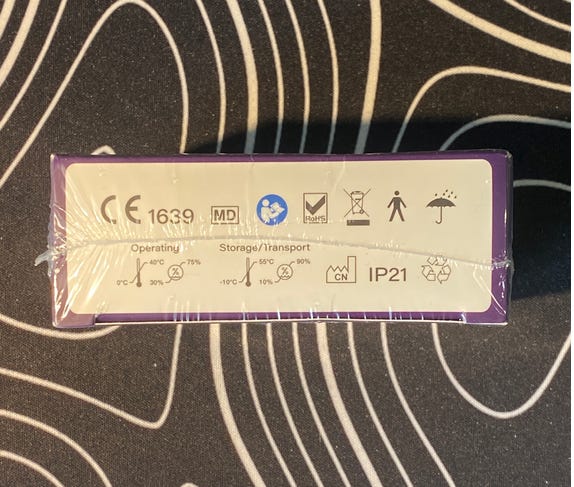 CE 1639 MD RoHS
Operating Storage/Transport
40°C 75% 55°C 90%
0°C 30% -10°C 10% CN IP21
% %